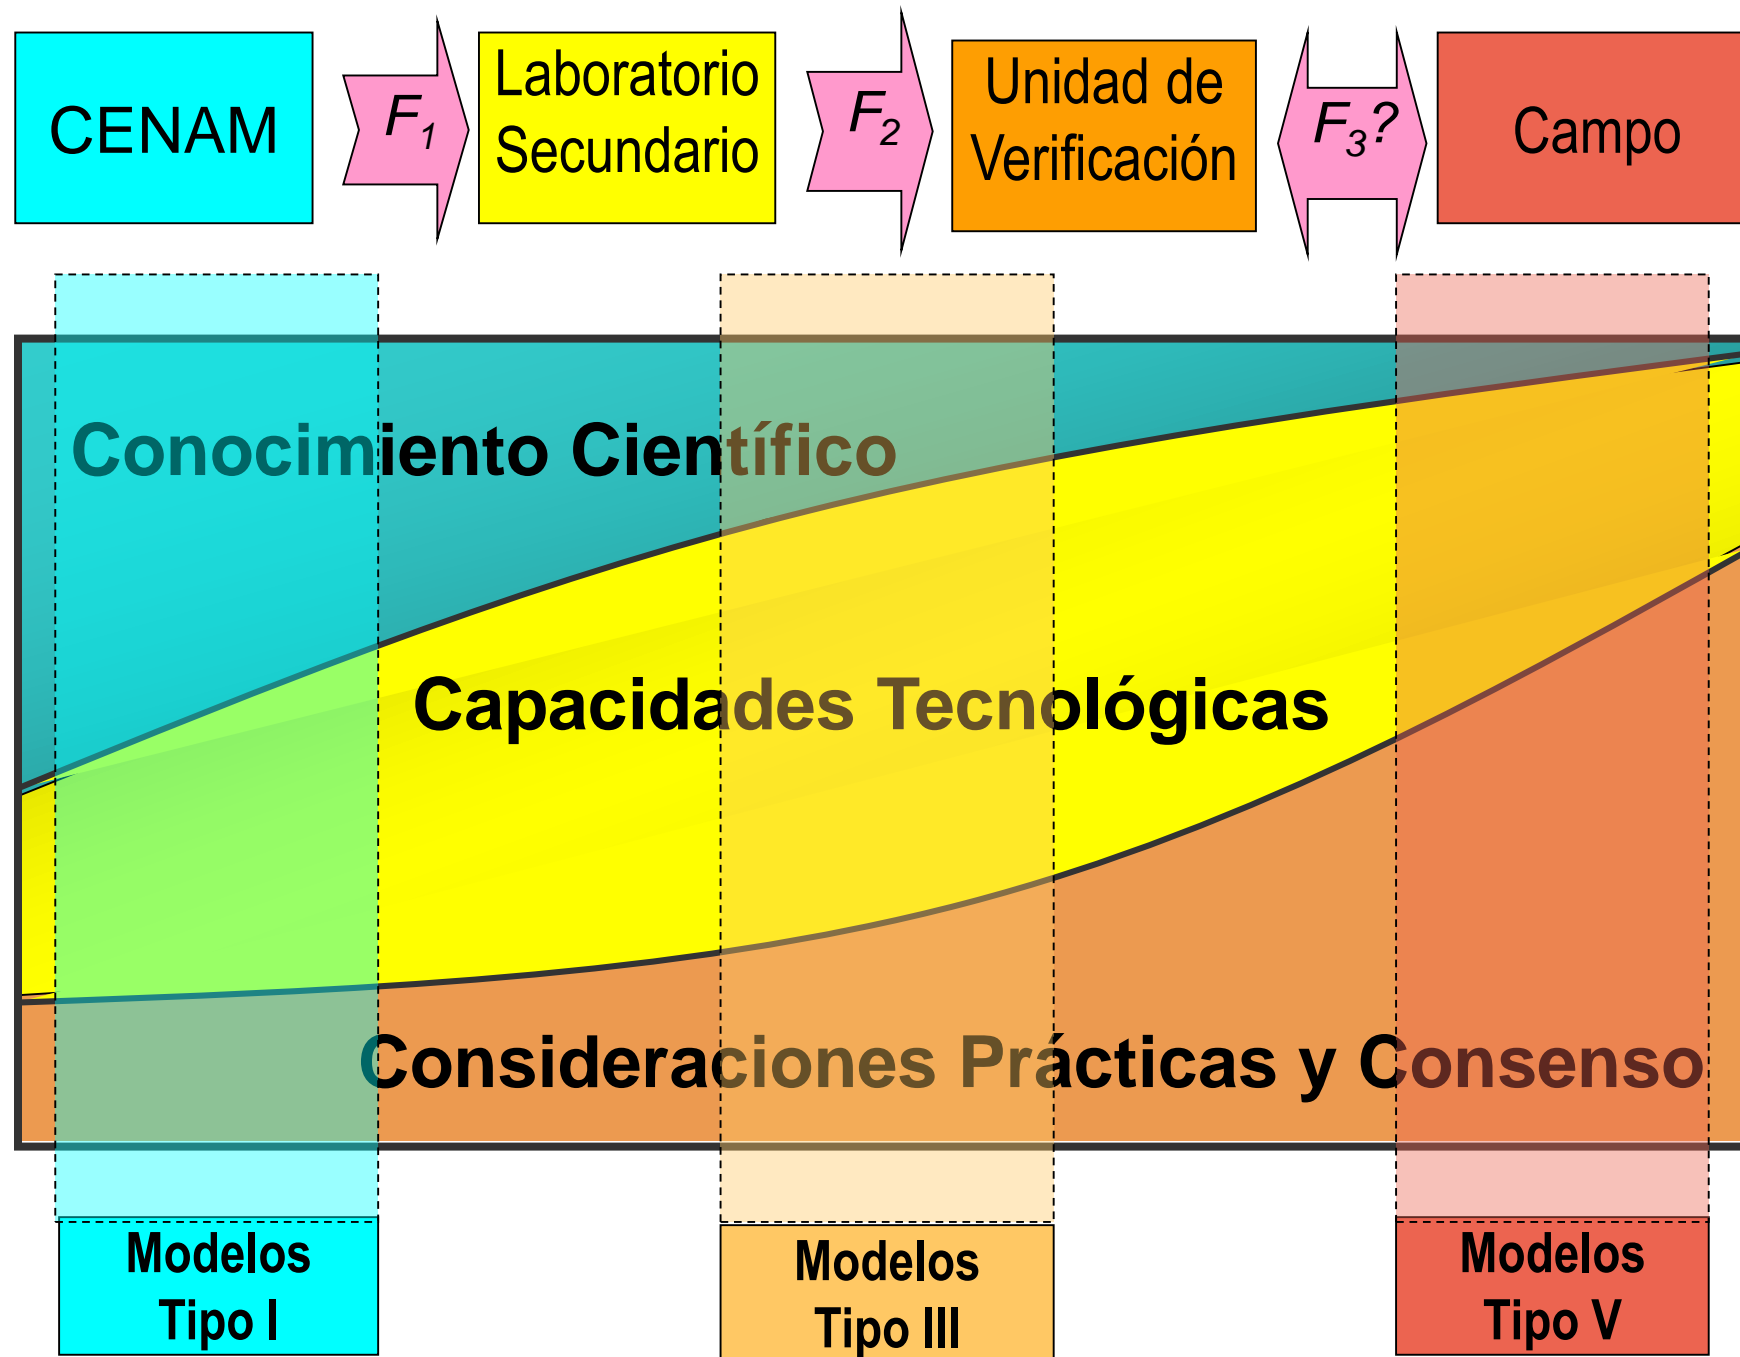 CENAM
F1
Laboratorio
Secundario
F2
Unidad de
Verificación
F3?
Campo
Conocimiento Científico
Capacidades Tecnológicas
Consideraciones Prácticas y Consenso
Modelos
Tipo I
Modelos
Tipo III
Modelos
Tipo V